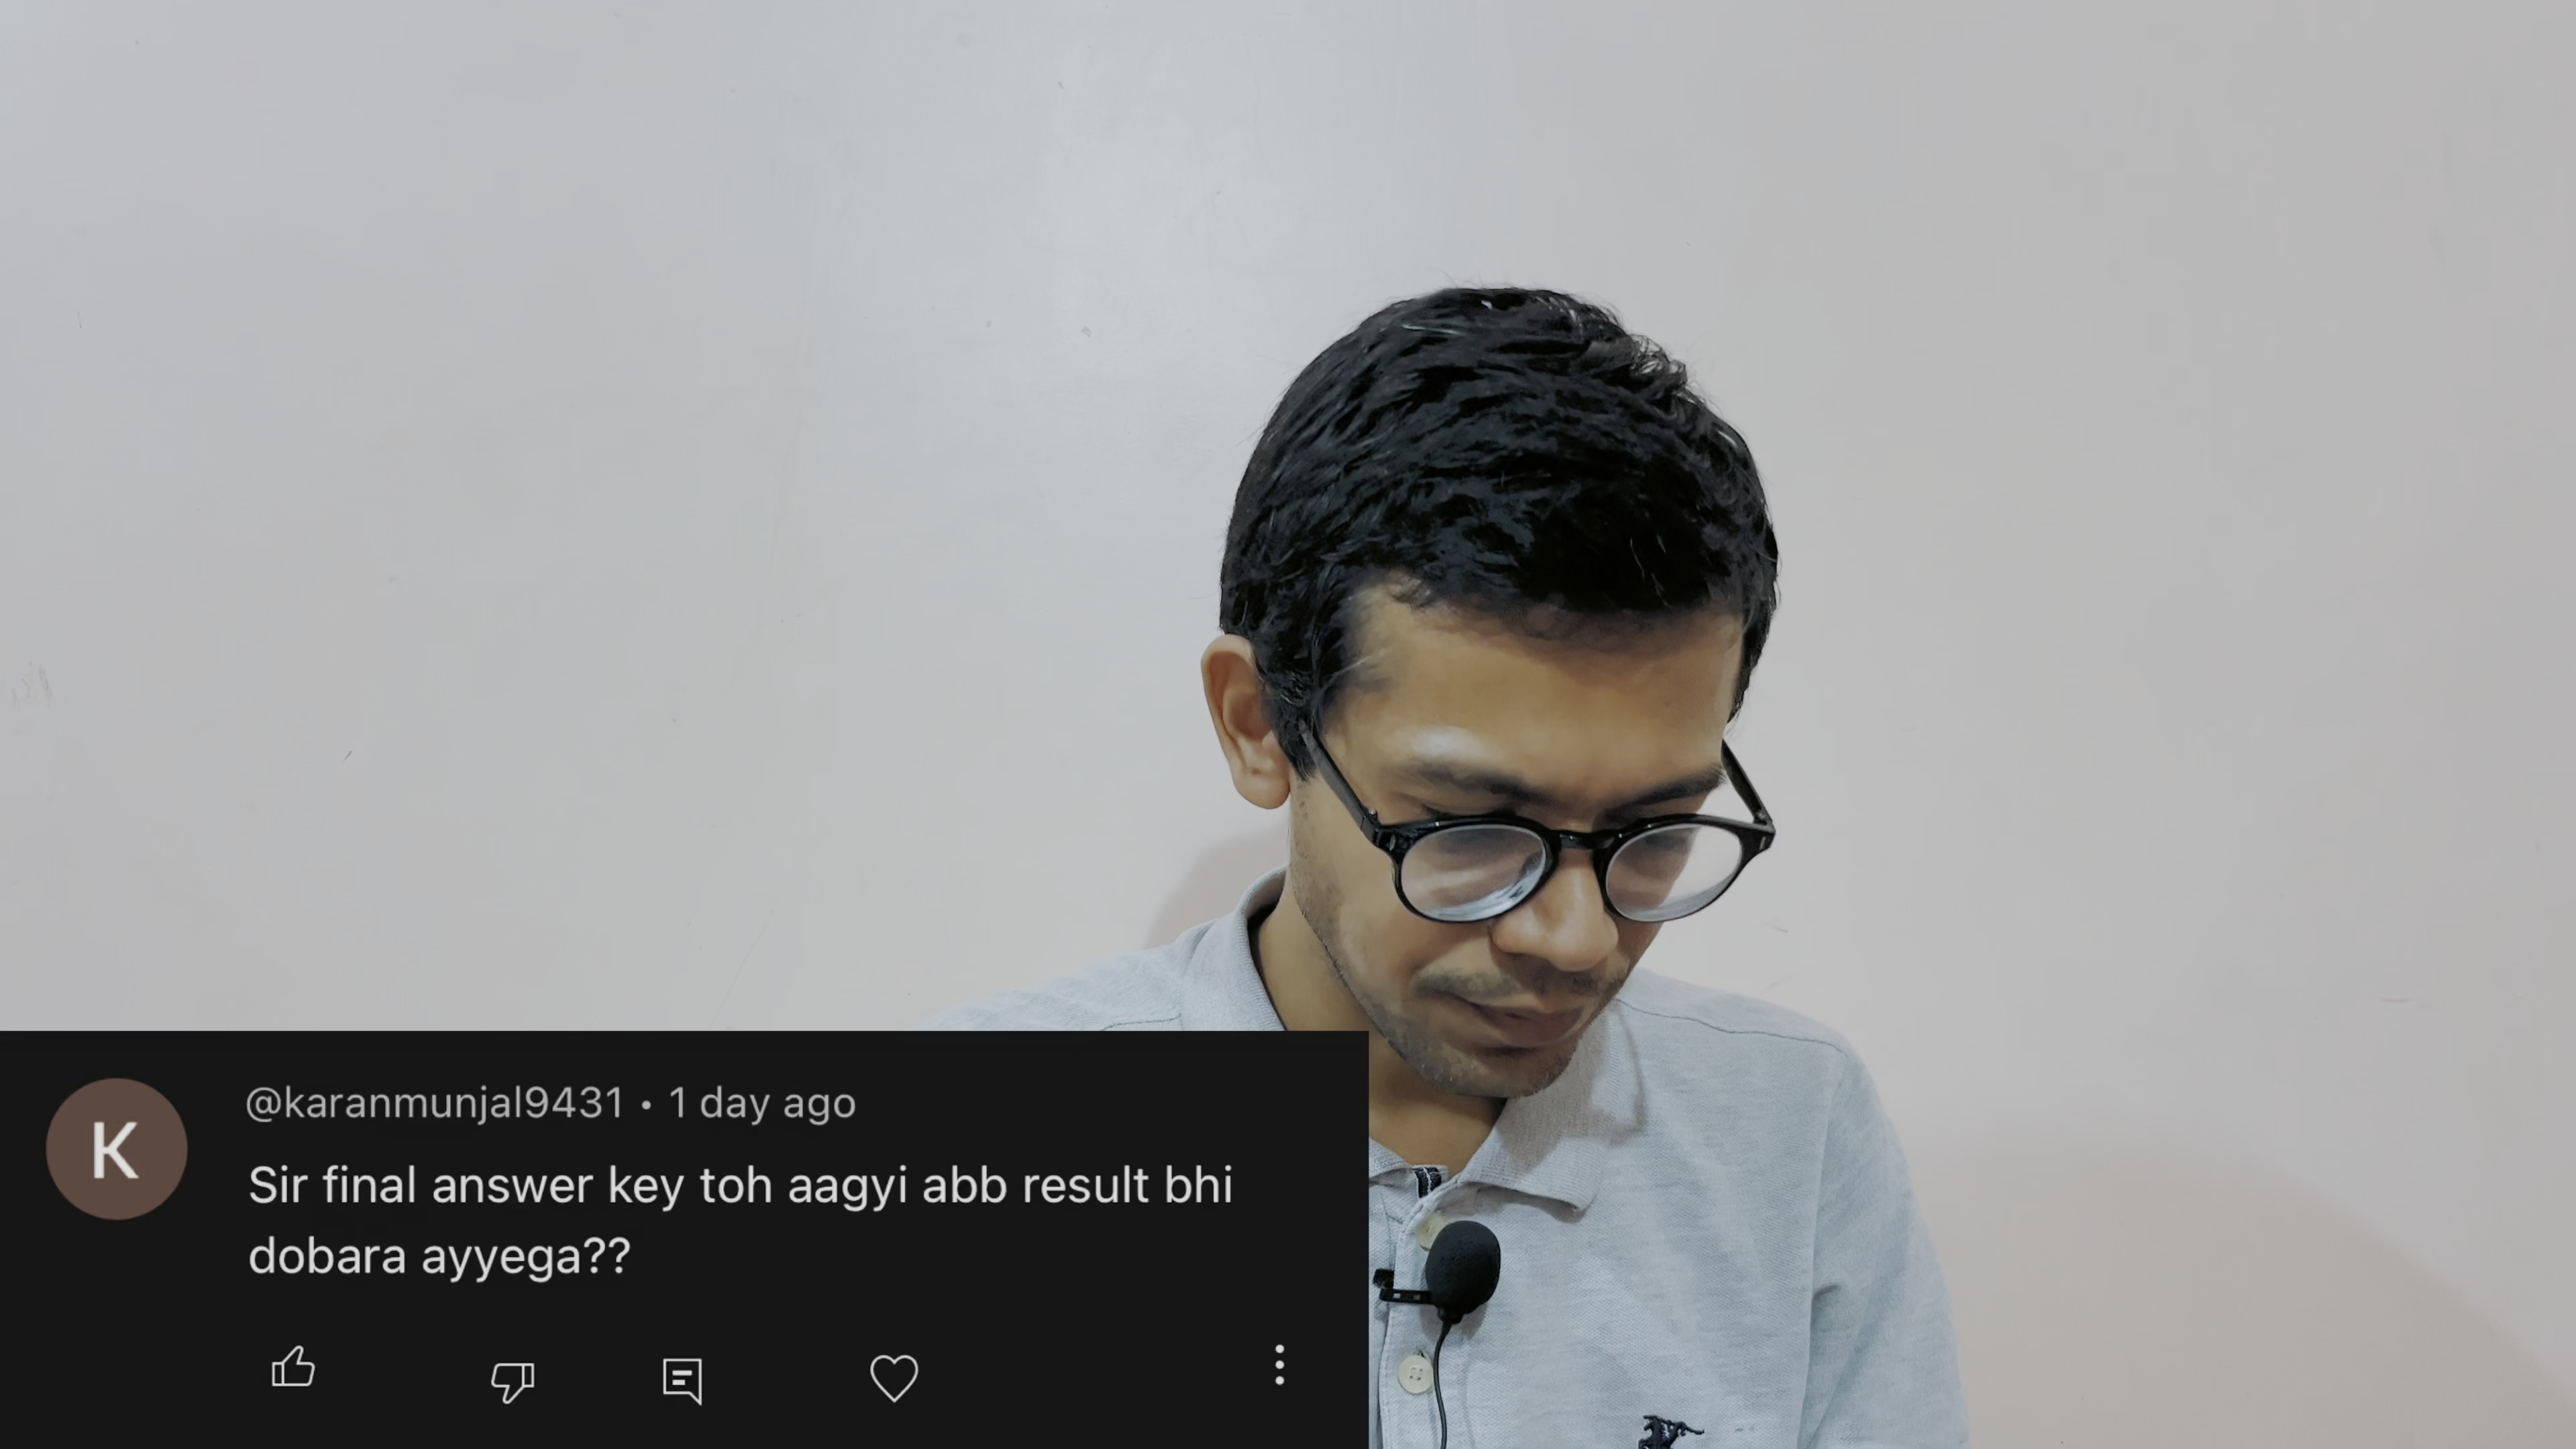 K
@karanmunjal9431 • 1 day ago
Sir final answer key toh aagyi abb result bhi
dobara ayyega??